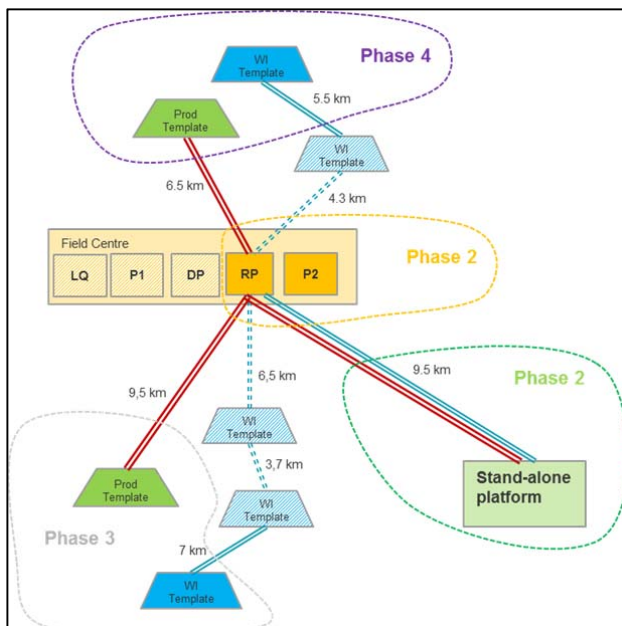 WI
Template
Phase 4
5.5 km
Prod
Template
WI
Template
6.5 km
4.3 km
Field Centre
LQ
P1
DP
RP
P2
Phase 2
9,5 km
6,5 km
9.5 km
Phase 2
WI
Template
3,7 km
Prod
Template
Stand-alone
platform
WI
Template
Phase 3
7 km
WI
Template